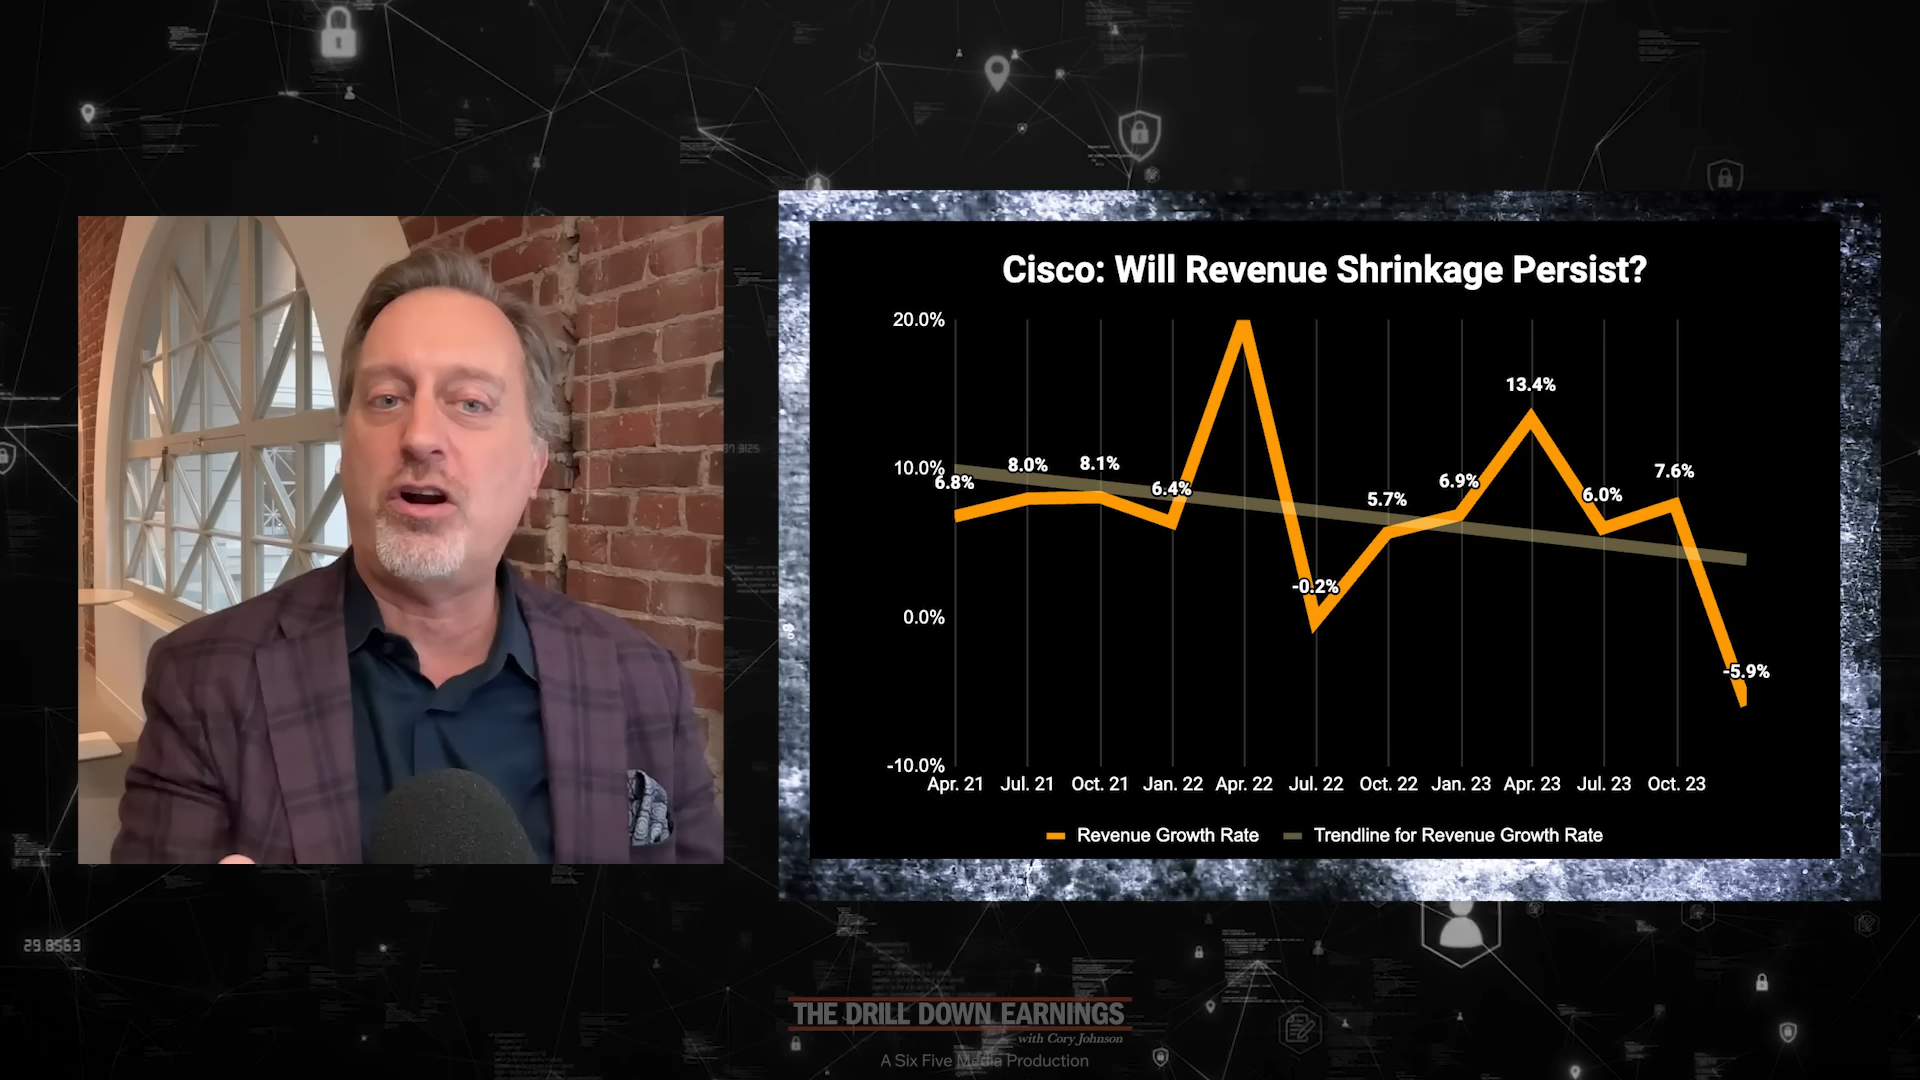 Cisco: Will Revenue Shrinkage Persist?
20.0%
10.0%
0.0%
-10.0%
6.8%
8.0%
8.1%
6.4%
-0.2%
5.7%
6.9%
13.4%
6.0%
7.6%
-5.9%
Apr. 21 Jul. 21 Oct. 21 Jan. 22 Apr. 22 Jul. 22 Oct. 22 Jan. 23 Apr. 23 Jul. 23 Oct. 23
Revenue Growth Rate Trendline for Revenue Growth Rate
29.8563
THE DRILL DOWN EARNINGS
with Cory Johnson
A Six Five Media Production